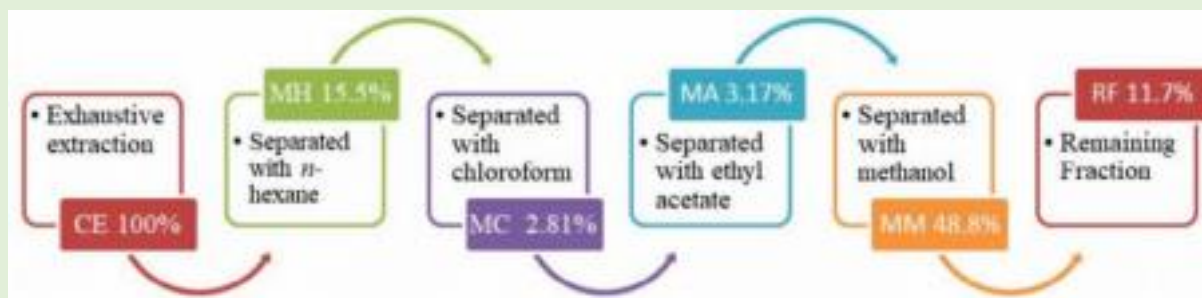 • Exhaustive
extraction
CE 100%
MH 15.5%
• Separated
with n-
hexane
• Separated
with
chloroform
MC 2.81%
MA 3.17%
• Separated
with ethyl
acetate
• Separated
with
methanol
MM 48.8%
RF 11.7%
• Remaining
Fraction